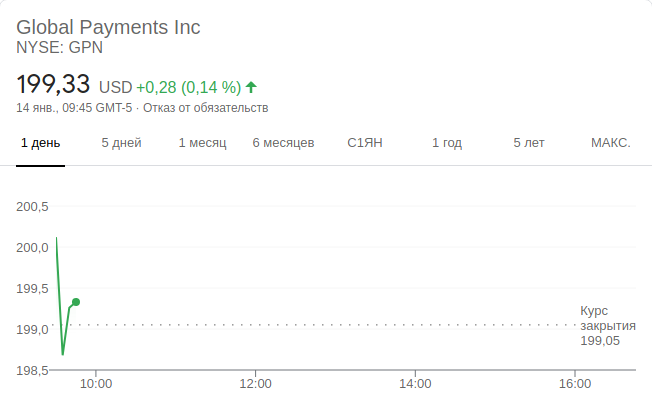 Global Payments Inc
NYSE: GPN
199,33 USD +0,28 (0,14 %)
14 янв., 09:45 GMT-5 · Отказ от обязательств
1 день 5 дней 1 месяц 6 месяцев С1ЯН 1 год 5 лет МАКС.
200,5
200,0
199,5
199,0
198,5
Курс
закрытия
199,05
10:00 12:00 14:00 16:00